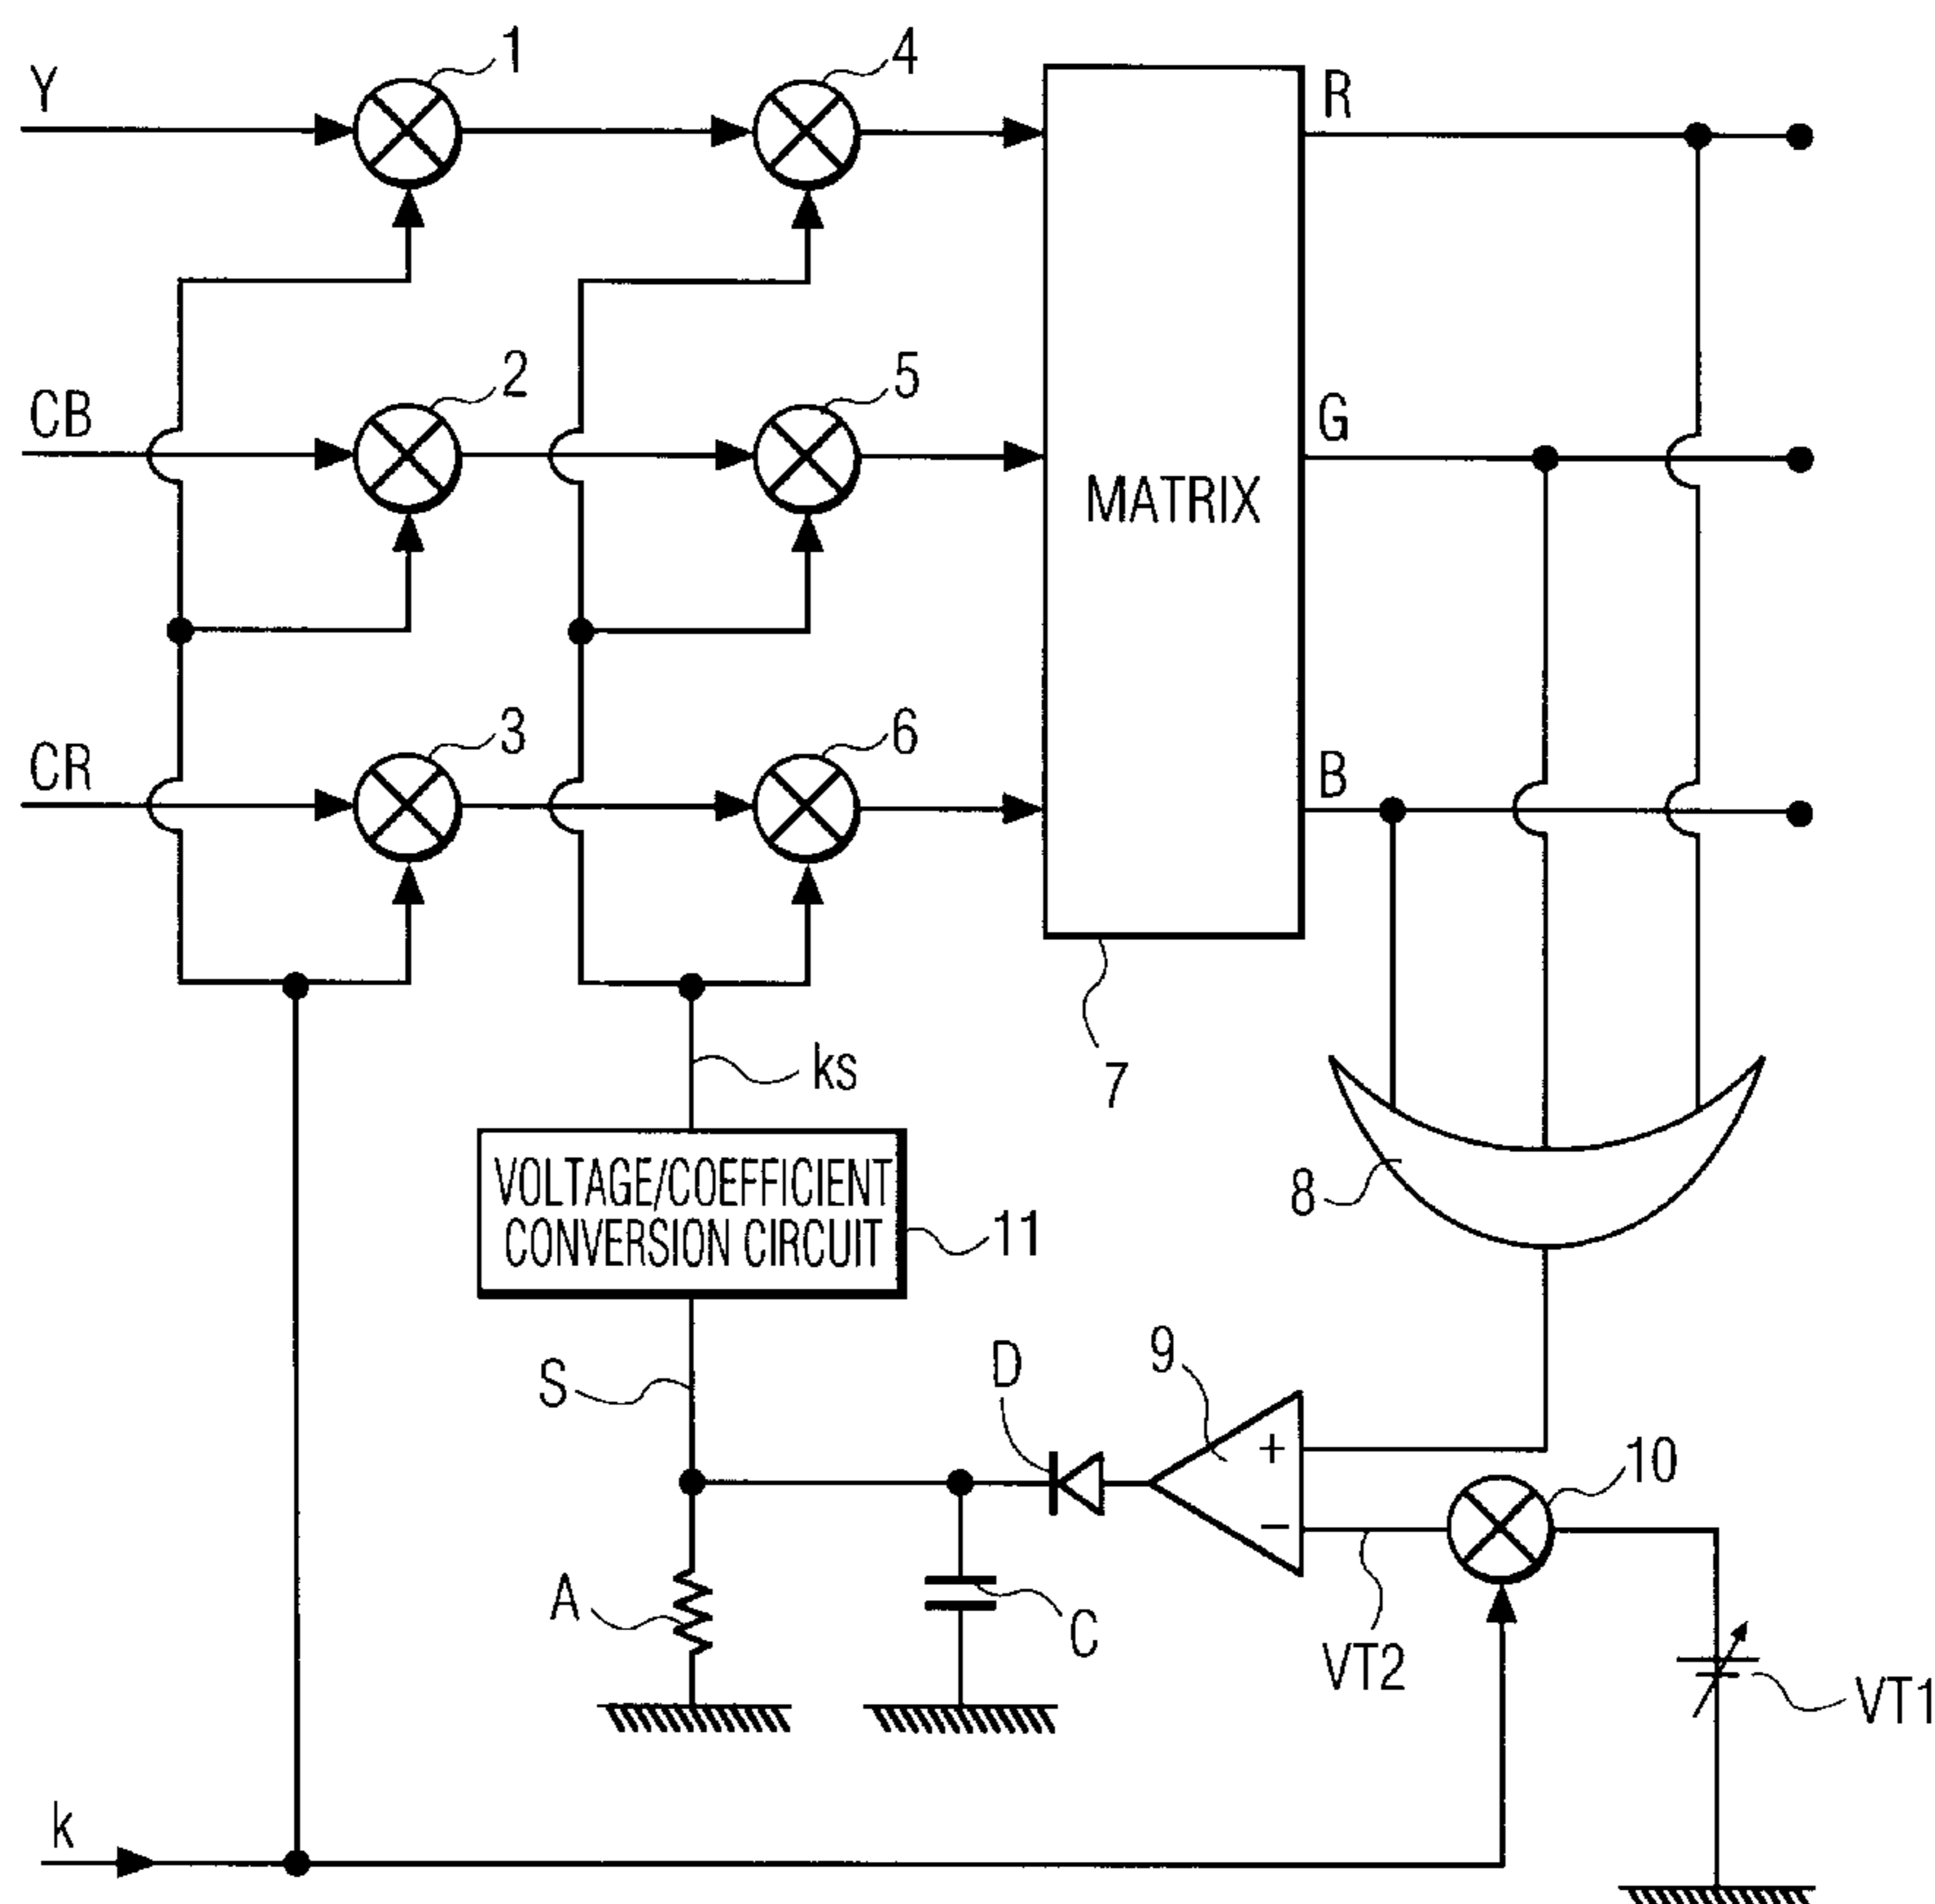 1
4
Y
R
2
5
CB
G
MATRIX
3
6
CR
B
ks
7
VOLTAGE/COEFFICIENT
CONVERSION CIRCUIT
11
8
S
D
9
+
10
−
A
C
VT2
VT1
k